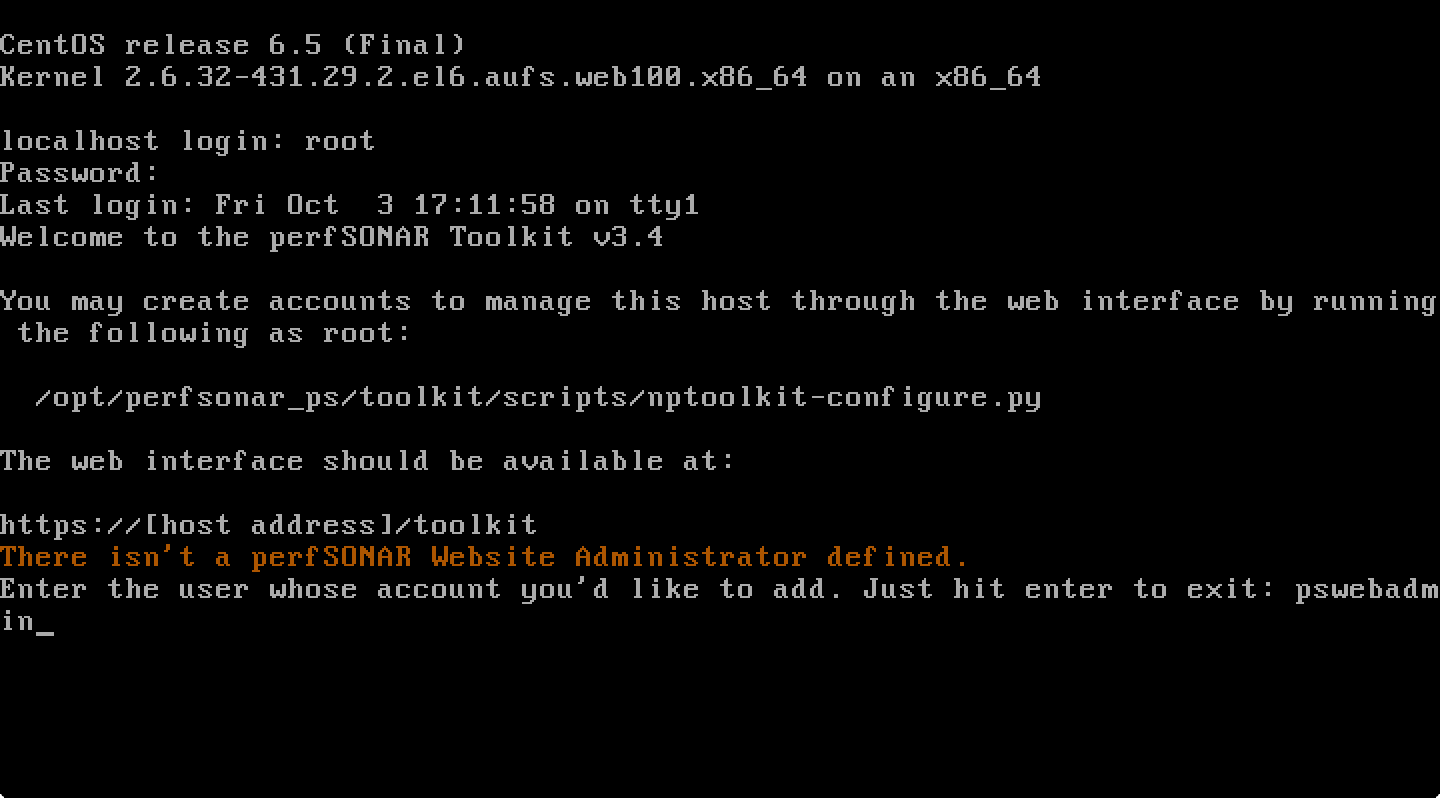 CentOS release 6.5 (Final)
Kernel 2.6.32-431.29.2.el6.aufs.web100.x86_64 on an x86_64
localhost login: root
Password:
Last login: Fri Oct  3 17:11:58 on tty1
Welcome to the perfSONAR Toolkit v3.4
You may create accounts to manage this host through the web interface by running
 the following as root:
  /opt/perfsonar_ps/toolkit/scripts/nptoolkit-configure.py
The web interface should be available at:
https://[host address]/toolkit
There isn't a perfSONAR Website Administrator defined.
Enter the user whose account you'd like to add. Just hit enter to exit: pswebadm
in_